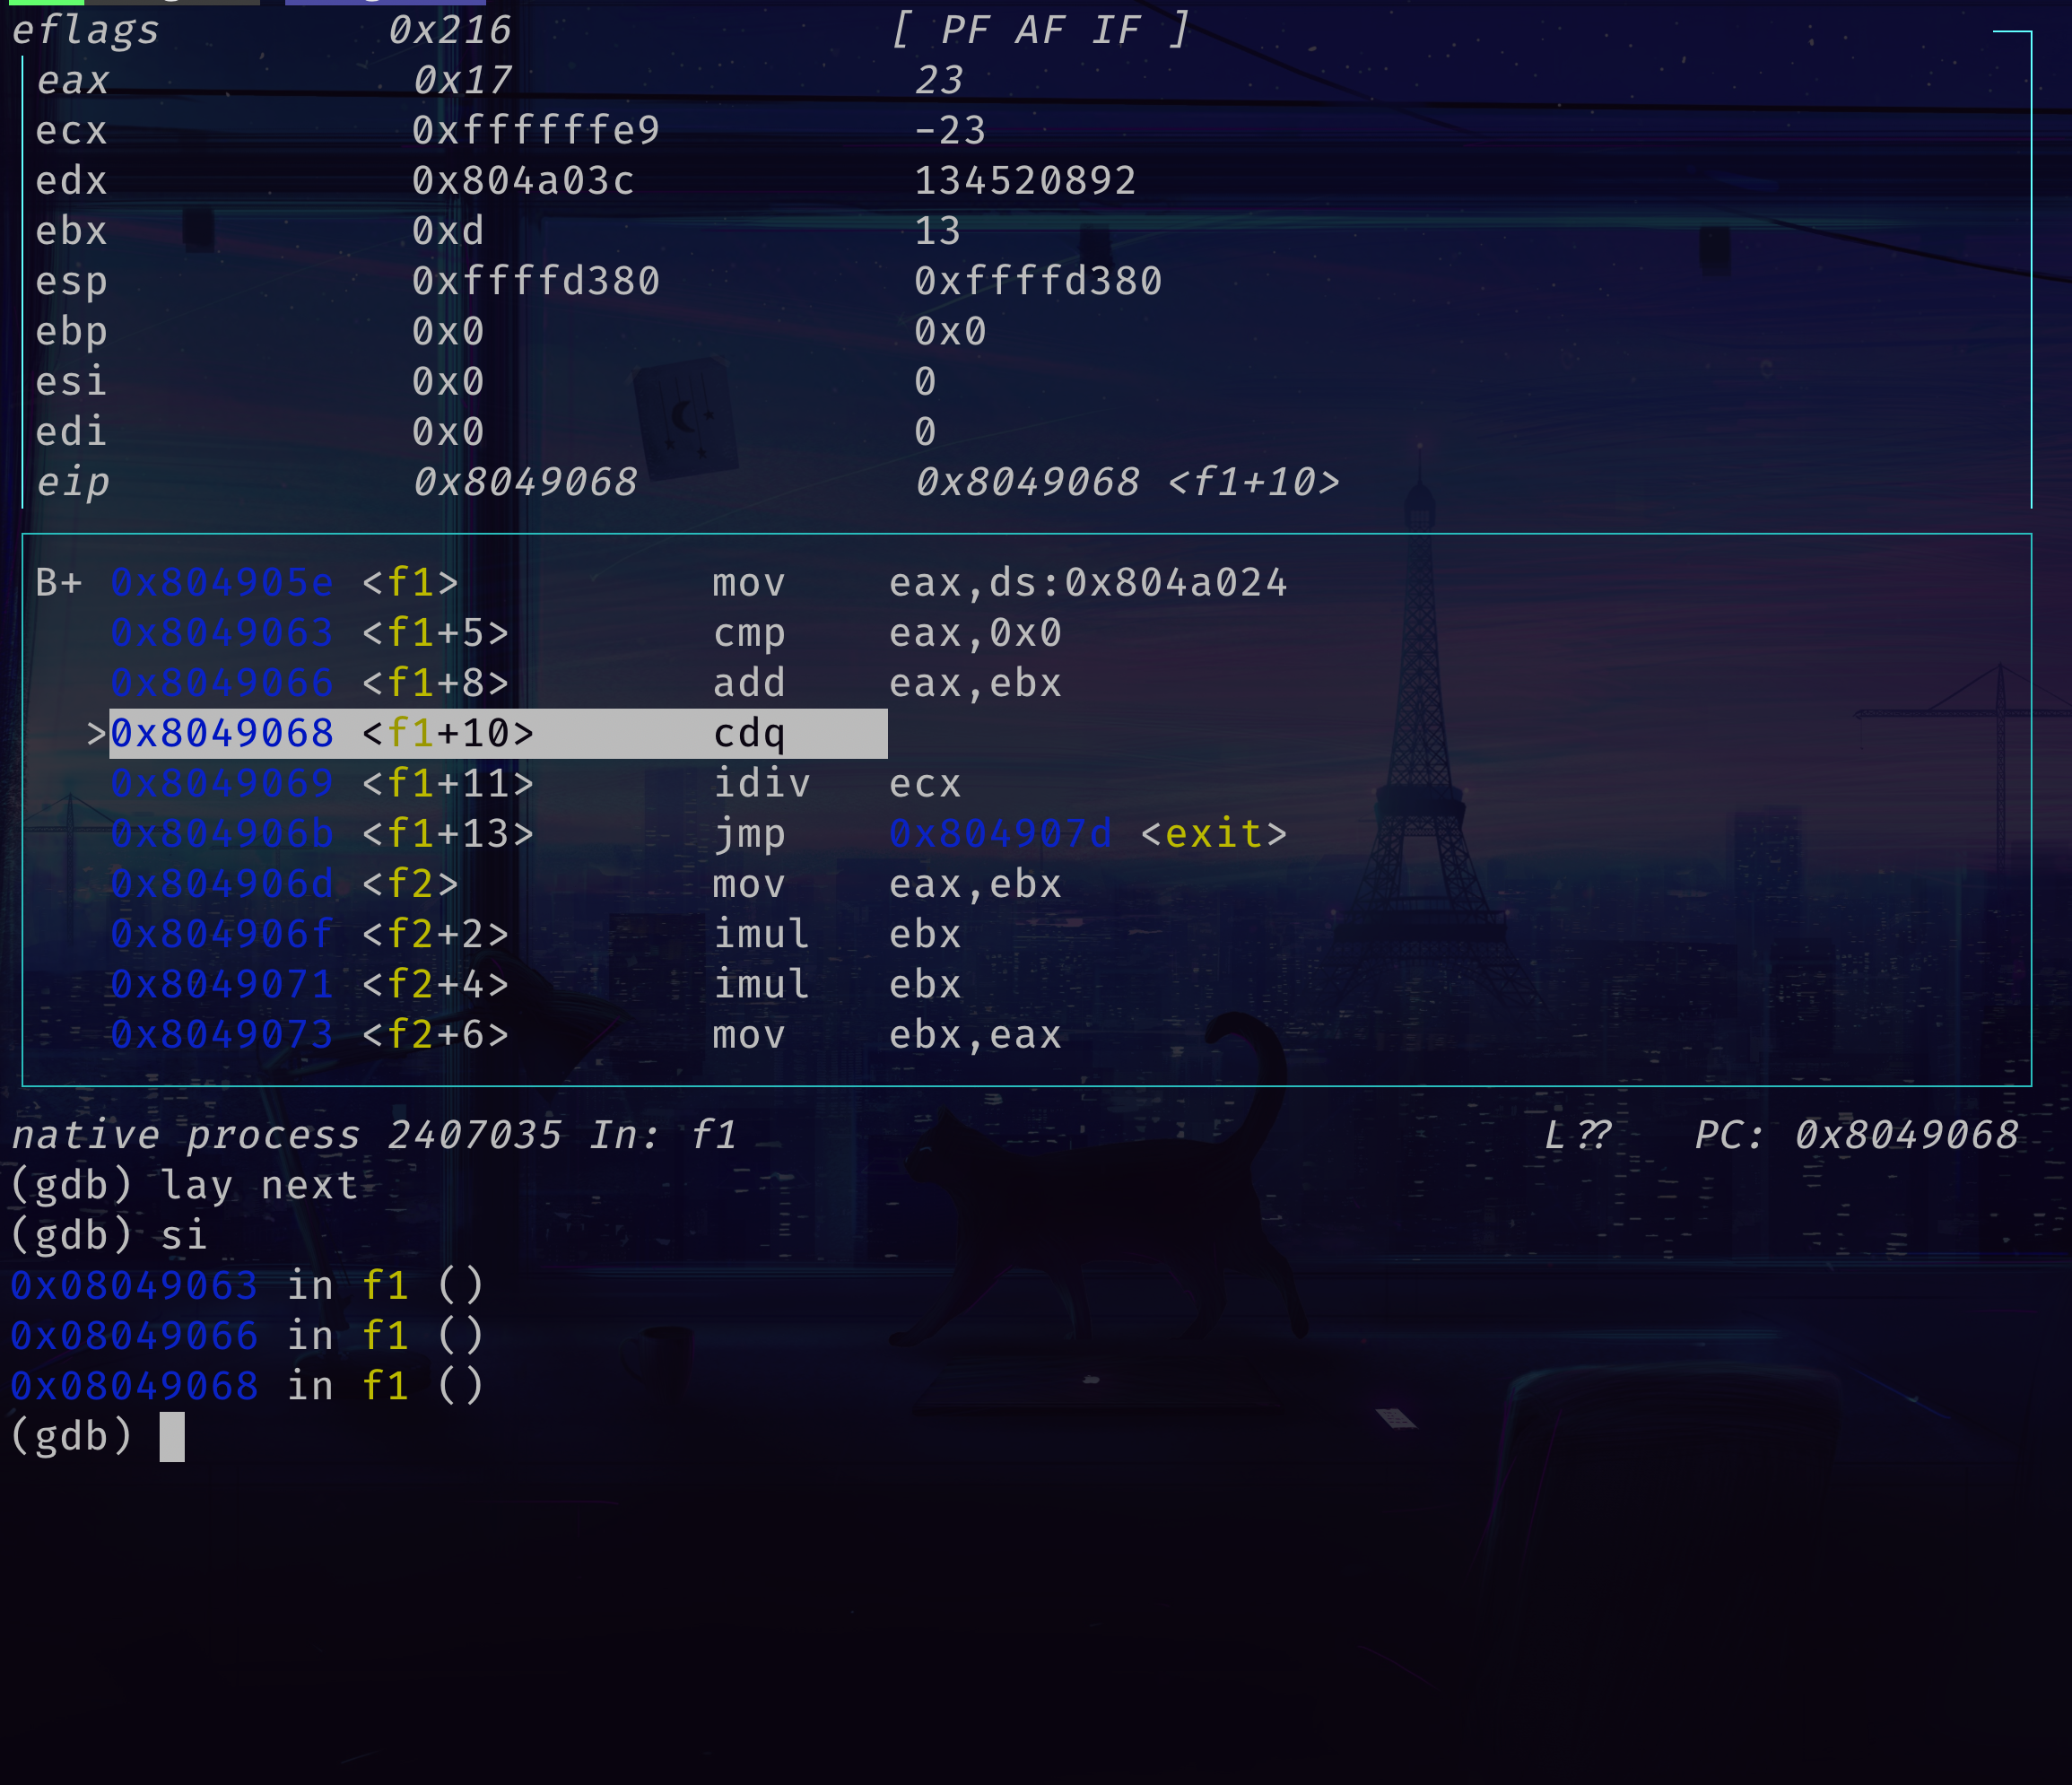 eflags 0x216 [ PF AF IF ]
eax 0x17 23
ecx 0xffffffe9 -23
edx 0x804a03c 134520892
ebx 0xd 13
esp 0xffffd380 0xffffd380
ebp 0x0 0x0
esi 0x0 0
edi 0x0 0
eip 0x8049068 0x8049068 <f1+10>
B+ 0x804905e <f1> mov eax,ds:0x804a024
0x8049063 <f1+5> cmp eax,0x0
0x8049066 <f1+8> add eax,ebx
>0x8049068 <f1+10> cdq
0x8049069 <f1+11> idiv ecx
0x804906b <f1+13> jmp 0x804907d <exit>
0x804906d <f2> mov eax,ebx
0x804906f <f2+2> imul ebx
0x8049071 <f2+4> imul ebx
0x8049073 <f2+6> mov ebx,eax
native process 2407035 In: f1 L?? PC: 0x8049068
(gdb) lay next
(gdb) si
0x08049063 in f1 ()
0x08049066 in f1 ()
0x08049068 in f1 ()
(gdb)